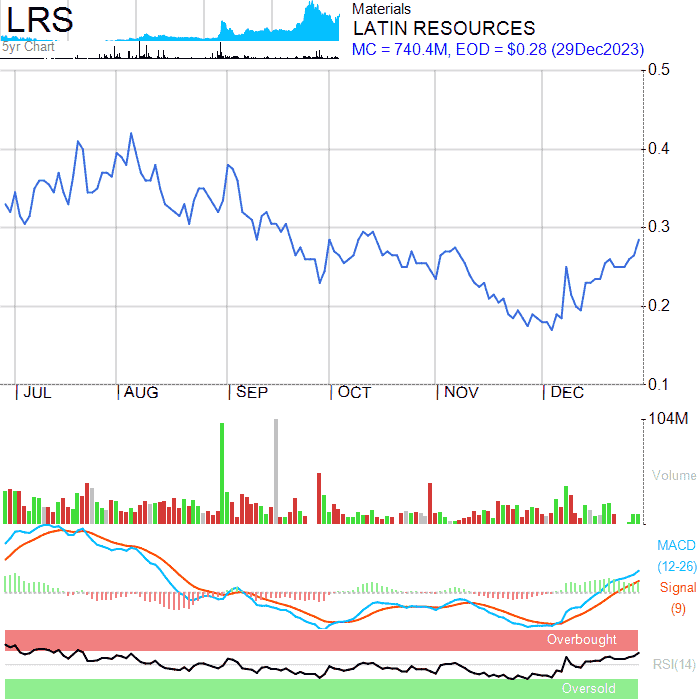 LRS
5yr Chart
Materials
LATIN RESOURCES
MC = 740.4M, EOD = $0.28 (29Dec2023)
0.5
0.4
0.3
0.2
0.1
JUL AUG SEP OCT NOV DEC
104M
Volume
MACD
(12-26)
Signal
(9)
Overbought
RSI(14)
Oversold